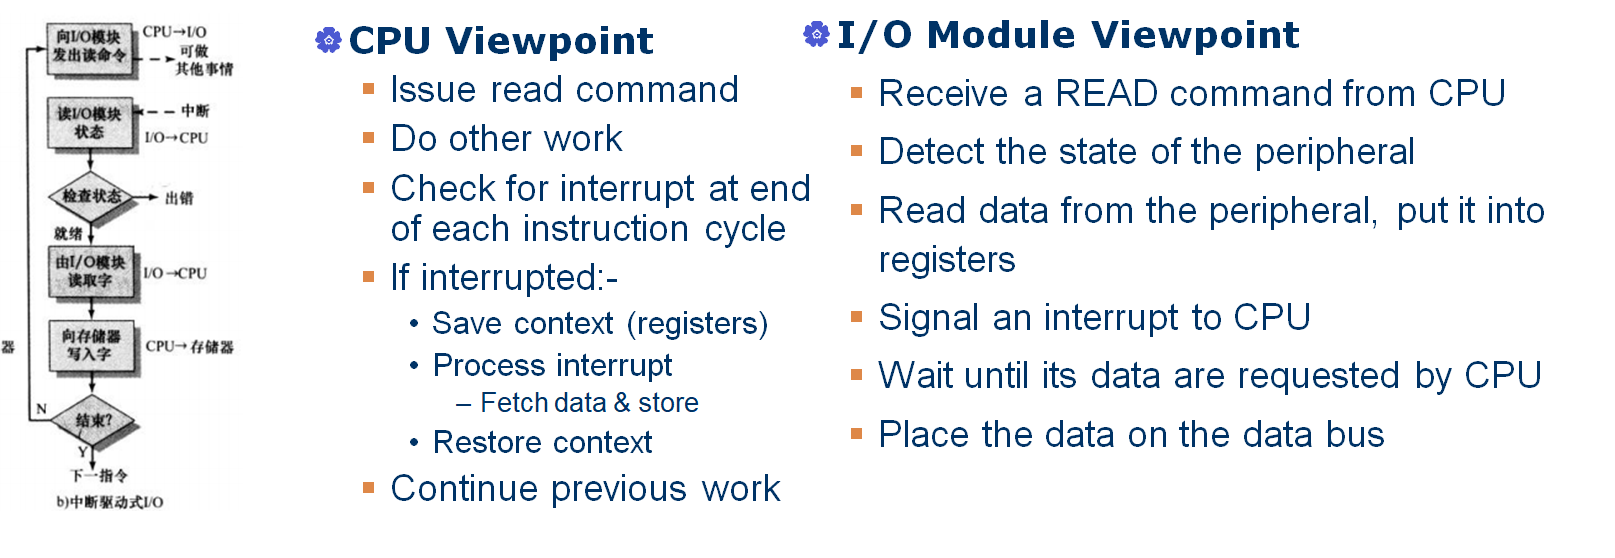 向I/O模块
发出读命令
CPU→I/O
可做
其他事情
读I/O模块
状态
中断
I/O→CPU
检查状态
出错
就绪
由I/O模块
读取字
I/O→CPU
向存储器
写入字
CPU→存储器
器
N
结束?
Y
下一指令
b)中断驱动式I/O
CPU Viewpoint
Issue read command
Do other work
Check for interrupt at end
of each instruction cycle
If interrupted:-
• Save context (registers)
• Process interrupt
– Fetch data & store
• Restore context
Continue previous work
I/O Module Viewpoint
Receive a READ command from CPU
Detect the state of the peripheral
Read data from the peripheral, put it into
registers
Signal an interrupt to CPU
Wait until its data are requested by CPU
Place the data on the data bus